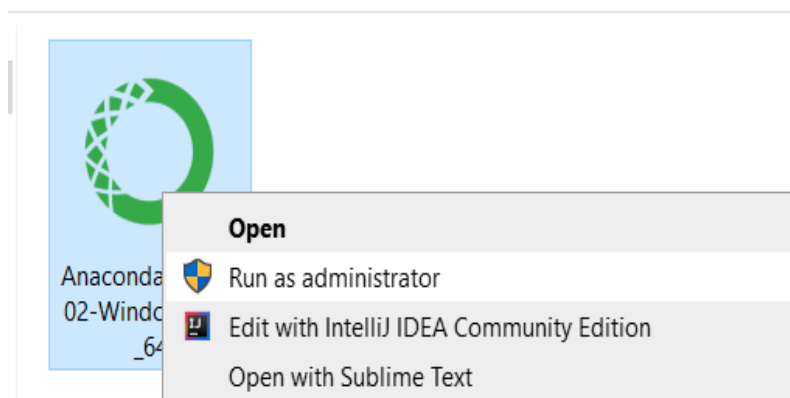 Open
Anaconda
Run as administrator
02-Windo
Edit with IntelliJ IDEA Community Edition
_64
Open with Sublime Text